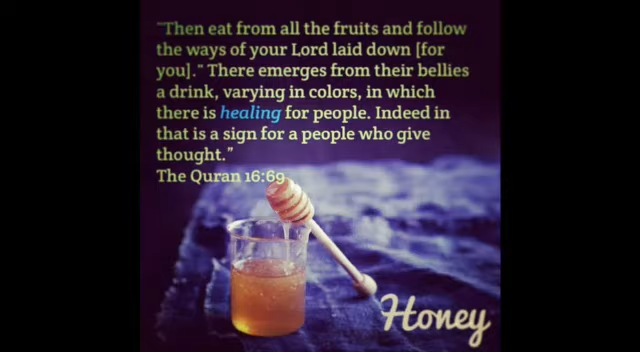 "Then eat from all the fruits and follow
the ways of your Lord laid down [for
you]." There emerges from their bellies
a drink, varying in colors, in which
there is healing for people. Indeed in
that is a sign for a people who give
thought."
The Quran 16:69
Honey